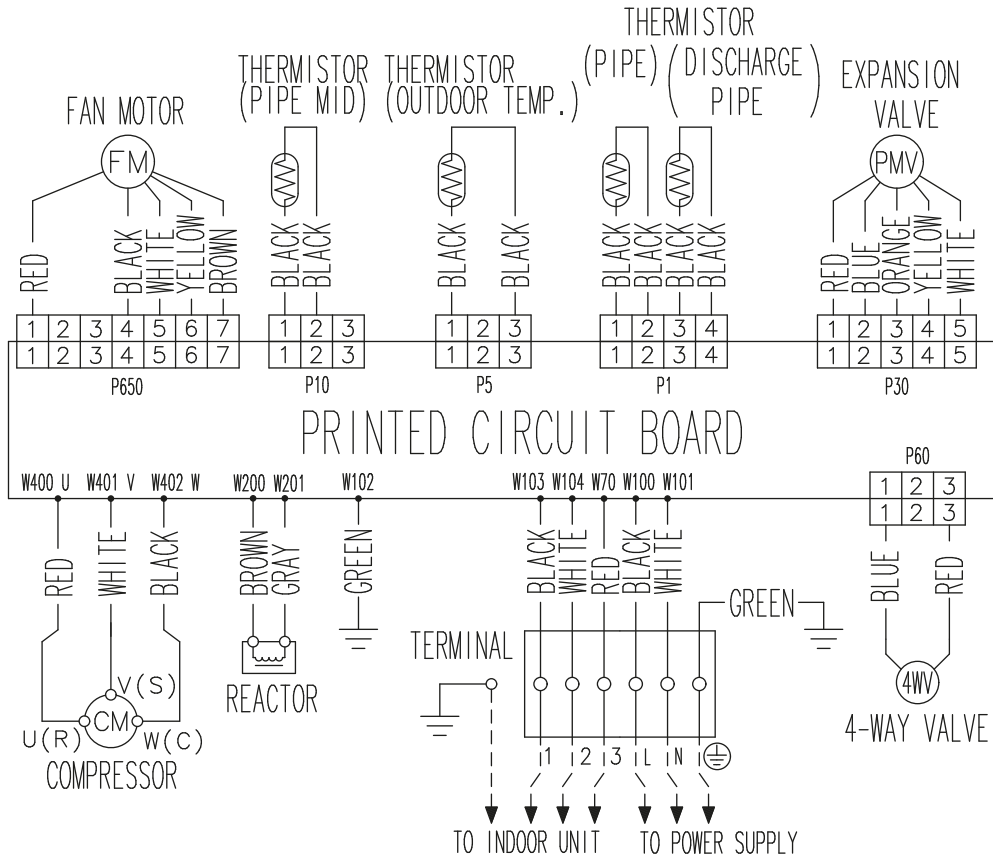 THERMISTOR
(PIPE) (DISCHARGE PIPE)
THERMISTOR (PIPE MID)
THERMISTOR (OUTDOOR TEMP.)
EXPANSION VALVE
FAN MOTOR
FM
PMV
RED BLACK WHITE YELLOW BROWN
BLACK BLACK
BLACK BLACK
BLACK BLACK BLACK BLACK
RED BLUE ORANGE YELLOW WHITE
1 2 3 4 5 6 7
1 2 3
1 2 3
1 2 3 4
1 2 3 4 5
1 2 3 4 5 6 7
1 2 3
1 2 3
1 2 3 4
1 2 3 4 5
P650
P10
P5
P1
P30
PRINTED CIRCUIT BOARD
P60
W400 U W401 V W402 W W200 W201 W102 W103 W104 W70 W100 W101
1 2 3
1 2 3
RED WHITE BLACK
BROWN GRAY
GREEN
BLACK WHITE RED BLACK WHITE
BLUE RED
GREEN
TERMINAL
V(S)
CM
U(R)
W(C)
COMPRESSOR
REACTOR
4WV
4-WAY VALVE
1 2 3 L N
TO INDOOR UNIT
TO POWER SUPPLY